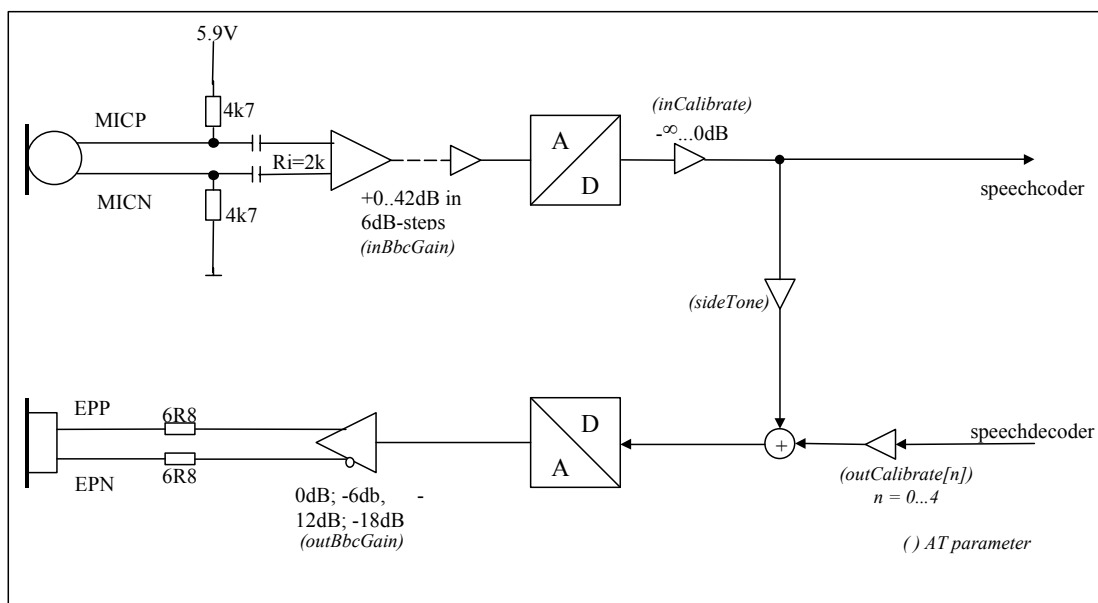 5.9V
4k7
MICP
Ri=2k
MICN
4k7
+0..42dB in
6dB-steps
(inBbcGain)
A
D
(inCalibrate)
-∞...0dB
speechcoder
(sideTone)
EPP
6R8
EPN
6R8
0dB; -6db, -
12dB; -18dB
(outBbcGain)
D
A
+
speechdecoder
(outCalibrate[n])
n = 0...4
( ) AT parameter